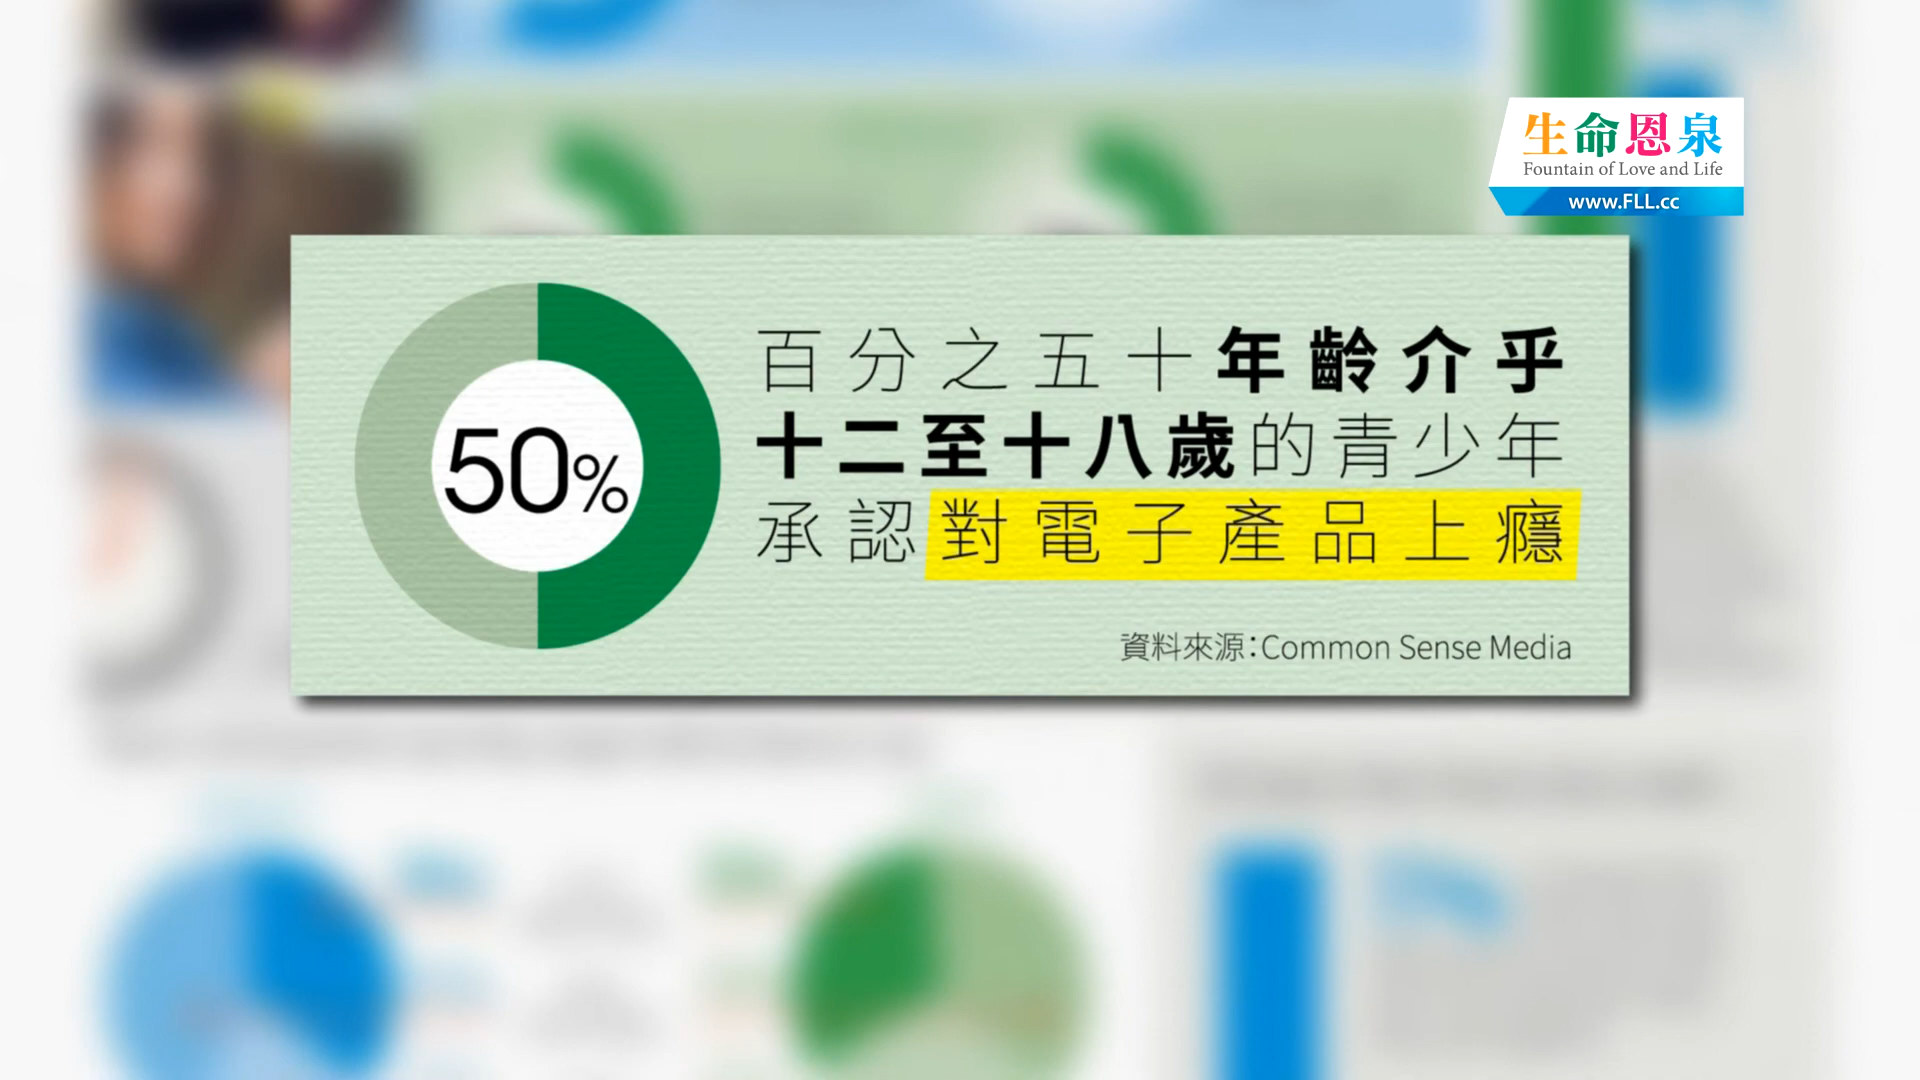 生命恩泉
Fountain of Love and Life
www.FLL.cc
50%
百分之五十年齡介乎
十二至十八歲的青少年
承認對電子產品上癮
資料來源：Common Sense Media